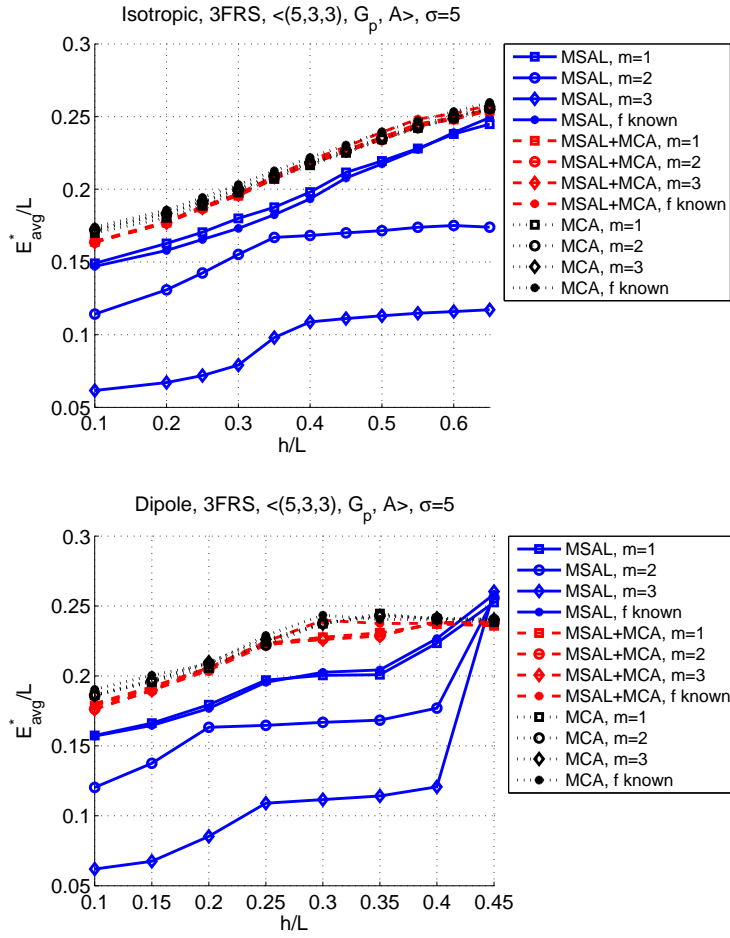 Isotropic, 3FRS, <(5,3,3), Gp, A>, σ=5
0.3
0.25
0.2
0.15
0.1
0.05
E*avg/L
0.1 0.2 0.3 0.4 0.5 0.6
h/L
MSAL, m=1
MSAL, m=2
MSAL, m=3
MSAL, f known
MSAL+MCA, m=1
MSAL+MCA, m=2
MSAL+MCA, m=3
MSAL+MCA, f known
MCA, m=1
MCA, m=2
MCA, m=3
MCA, f known
Dipole, 3FRS, <(5,3,3), Gp, A>, σ=5
0.3
0.25
0.2
0.15
0.1
0.05
E*avg/L
0.1 0.15 0.2 0.25 0.3 0.35 0.4 0.45
h/L
MSAL, m=1
MSAL, m=2
MSAL, m=3
MSAL, f known
MSAL+MCA, m=1
MSAL+MCA, m=2
MSAL+MCA, m=3
MSAL+MCA, f known
MCA, m=1
MCA, m=2
MCA, m=3
MCA, f known